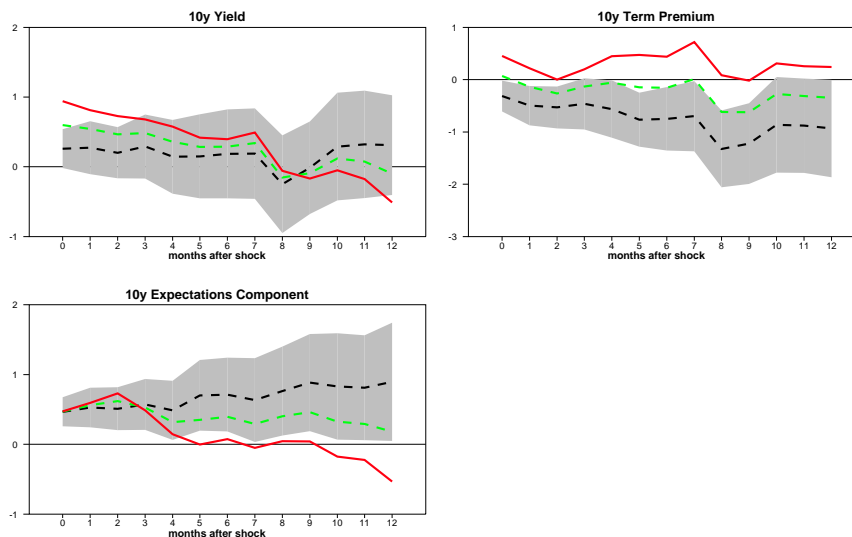 10y Yield
2
1
0
-1
0 1 2 3 4 5 6 7 8 9 10 11 12
months after shock
10y Term Premium
1
0
-1
-2
-3
0 1 2 3 4 5 6 7 8 9 10 11 12
months after shock
10y Expectations Component
2
1
0
-1
0 1 2 3 4 5 6 7 8 9 10 11 12
months after shock